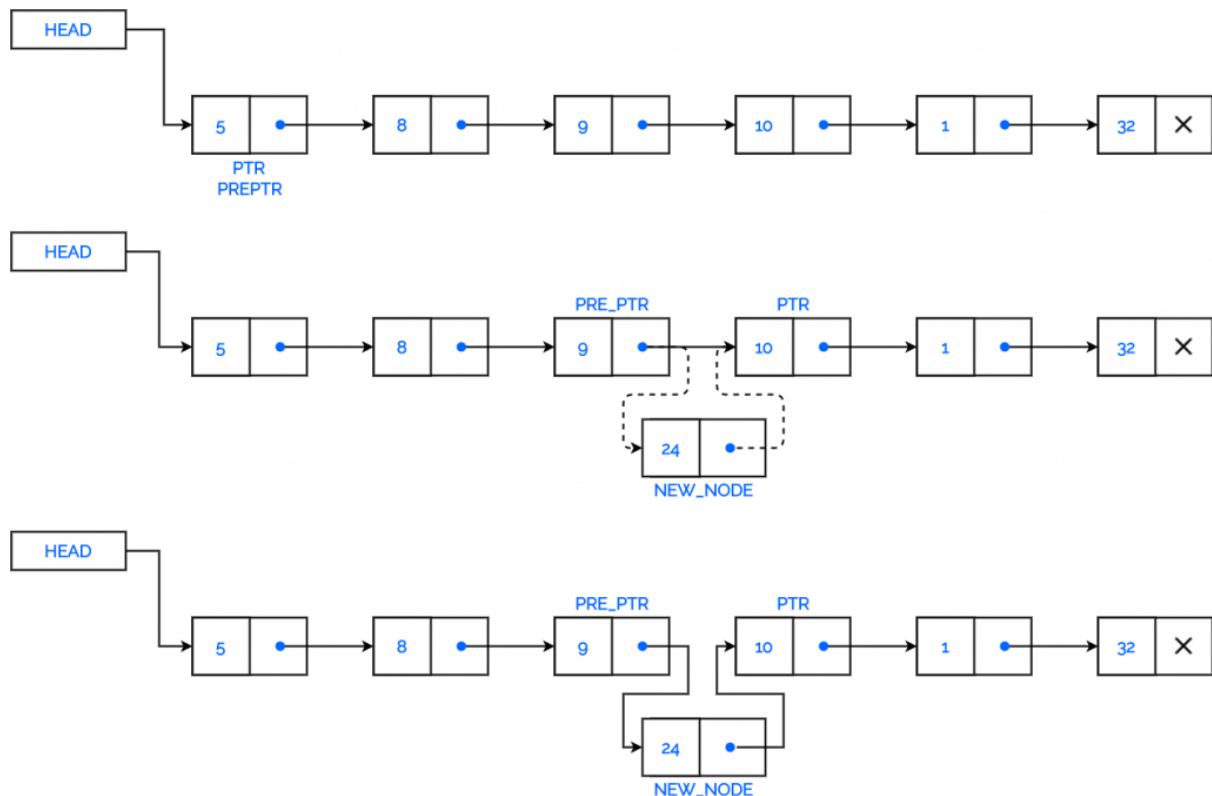 HEAD
5 8 9 10 1 32 X
PTR
PREPTR
HEAD
PRE_PTR PTR
5 8 9 10 1 32 X
24
NEW_NODE
HEAD
PRE_PTR PTR
5 8 9 10 1 32 X
24
NEW_NODE